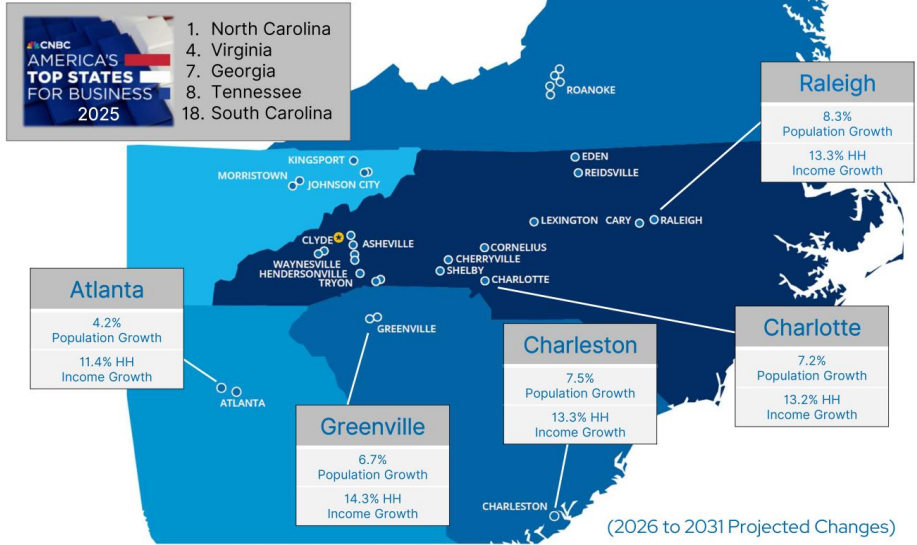 CNBC
AMERICA'S
TOP STATES
FOR BUSINESS
2025
1. North Carolina
4. Virginia
7. Georgia
8. Tennessee
18. South Carolina
ROANOKE
Raleigh
8.3%
Population Growth
13.3% HH
Income Growth
KINGSPORT
MORRISTOWN
JOHNSON CITY
EDEN
REIDSVILLE
LEXINGTON
CARY
RALEIGH
CLYDE
ASHEVILLE
WAYNESVILLE
HENDERSONVILLE
TRYON
CORNELIUS
CHERRYVILLE
SHELBY
CHARLOTTE
Atlanta
4.2%
Population Growth
11.4% HH
Income Growth
ATLANTA
GREENVILLE
Greenville
6.7%
Population Growth
14.3% HH
Income Growth
Charleston
7.5%
Population Growth
13.3% HH
Income Growth
Charlotte
7.2%
Population Growth
13.2% HH
Income Growth
CHARLESTON
(2026 to 2031 Projected Changes)